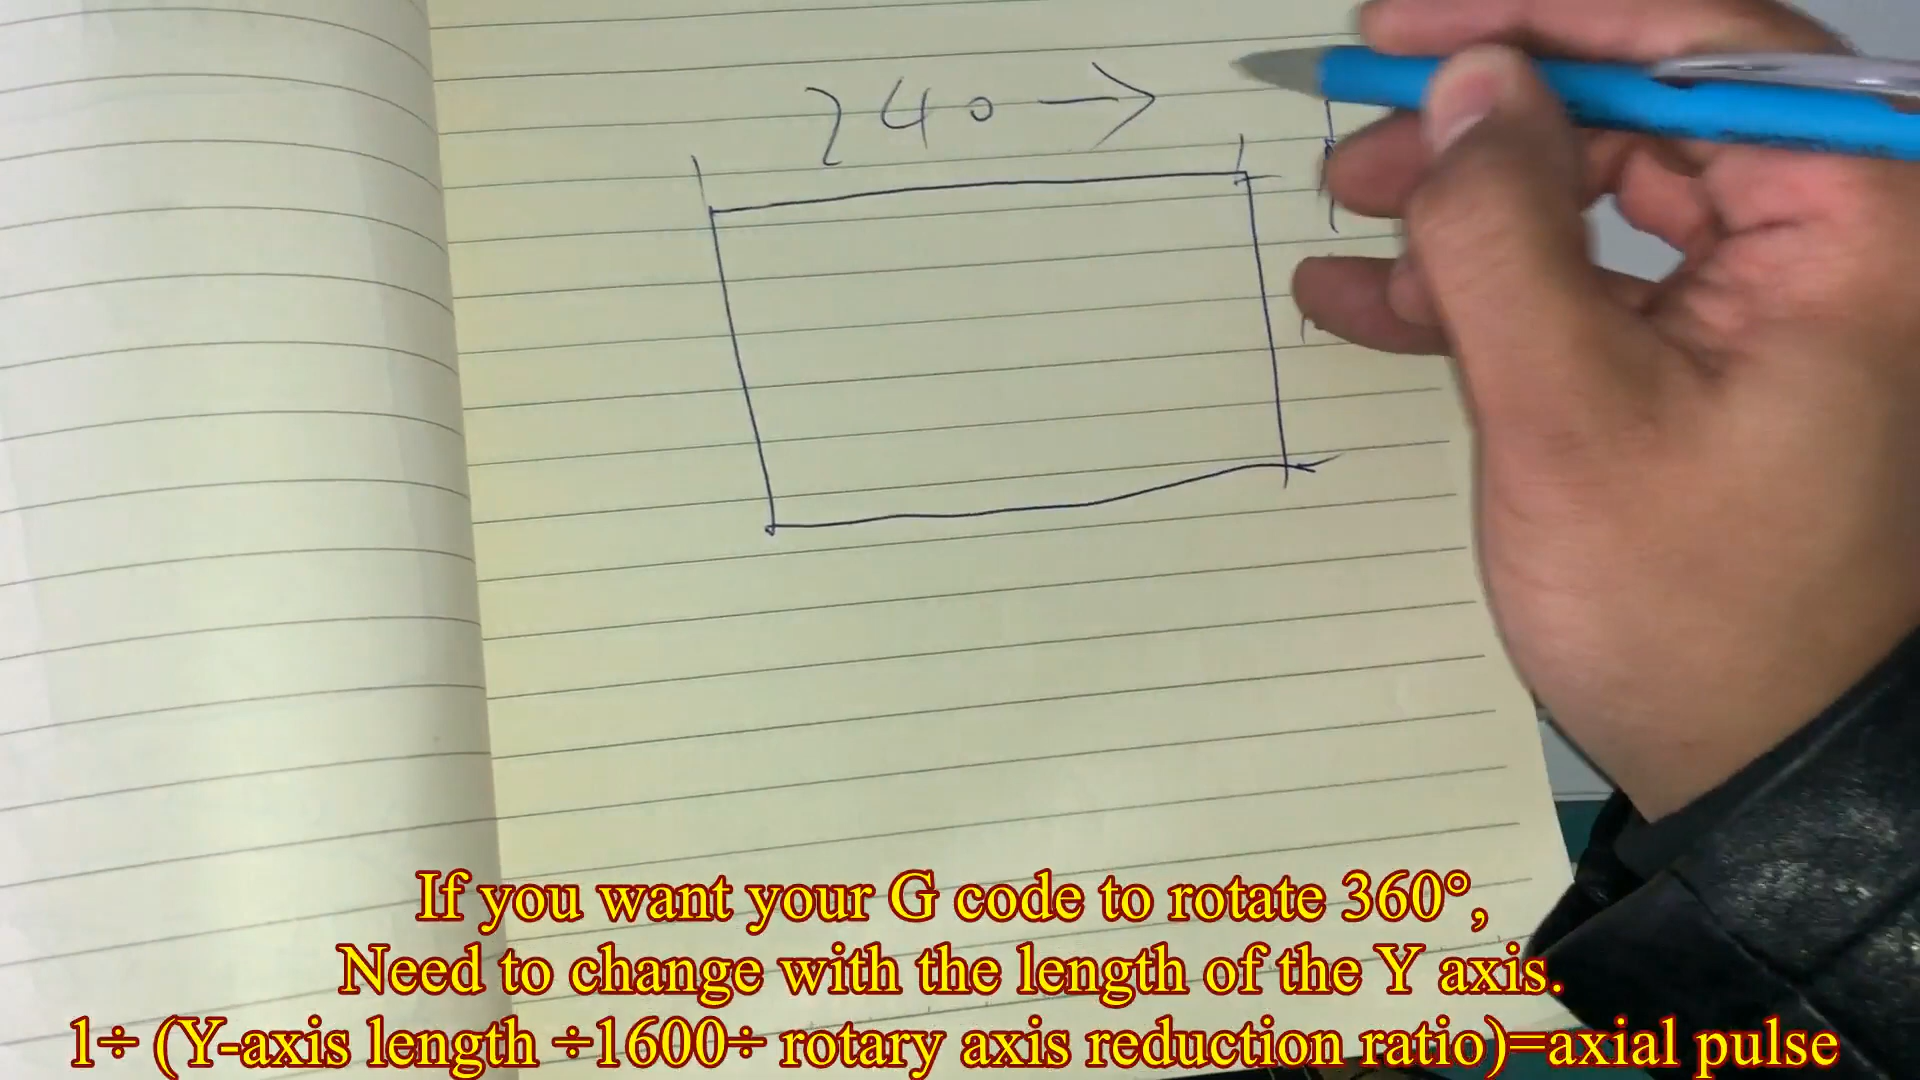 240 →
If you want your G code to rotate 360°,
Need to change with the length of the Y axis.
1÷ (Y-axis length ÷1600÷ rotary axis reduction ratio)=axial pulse